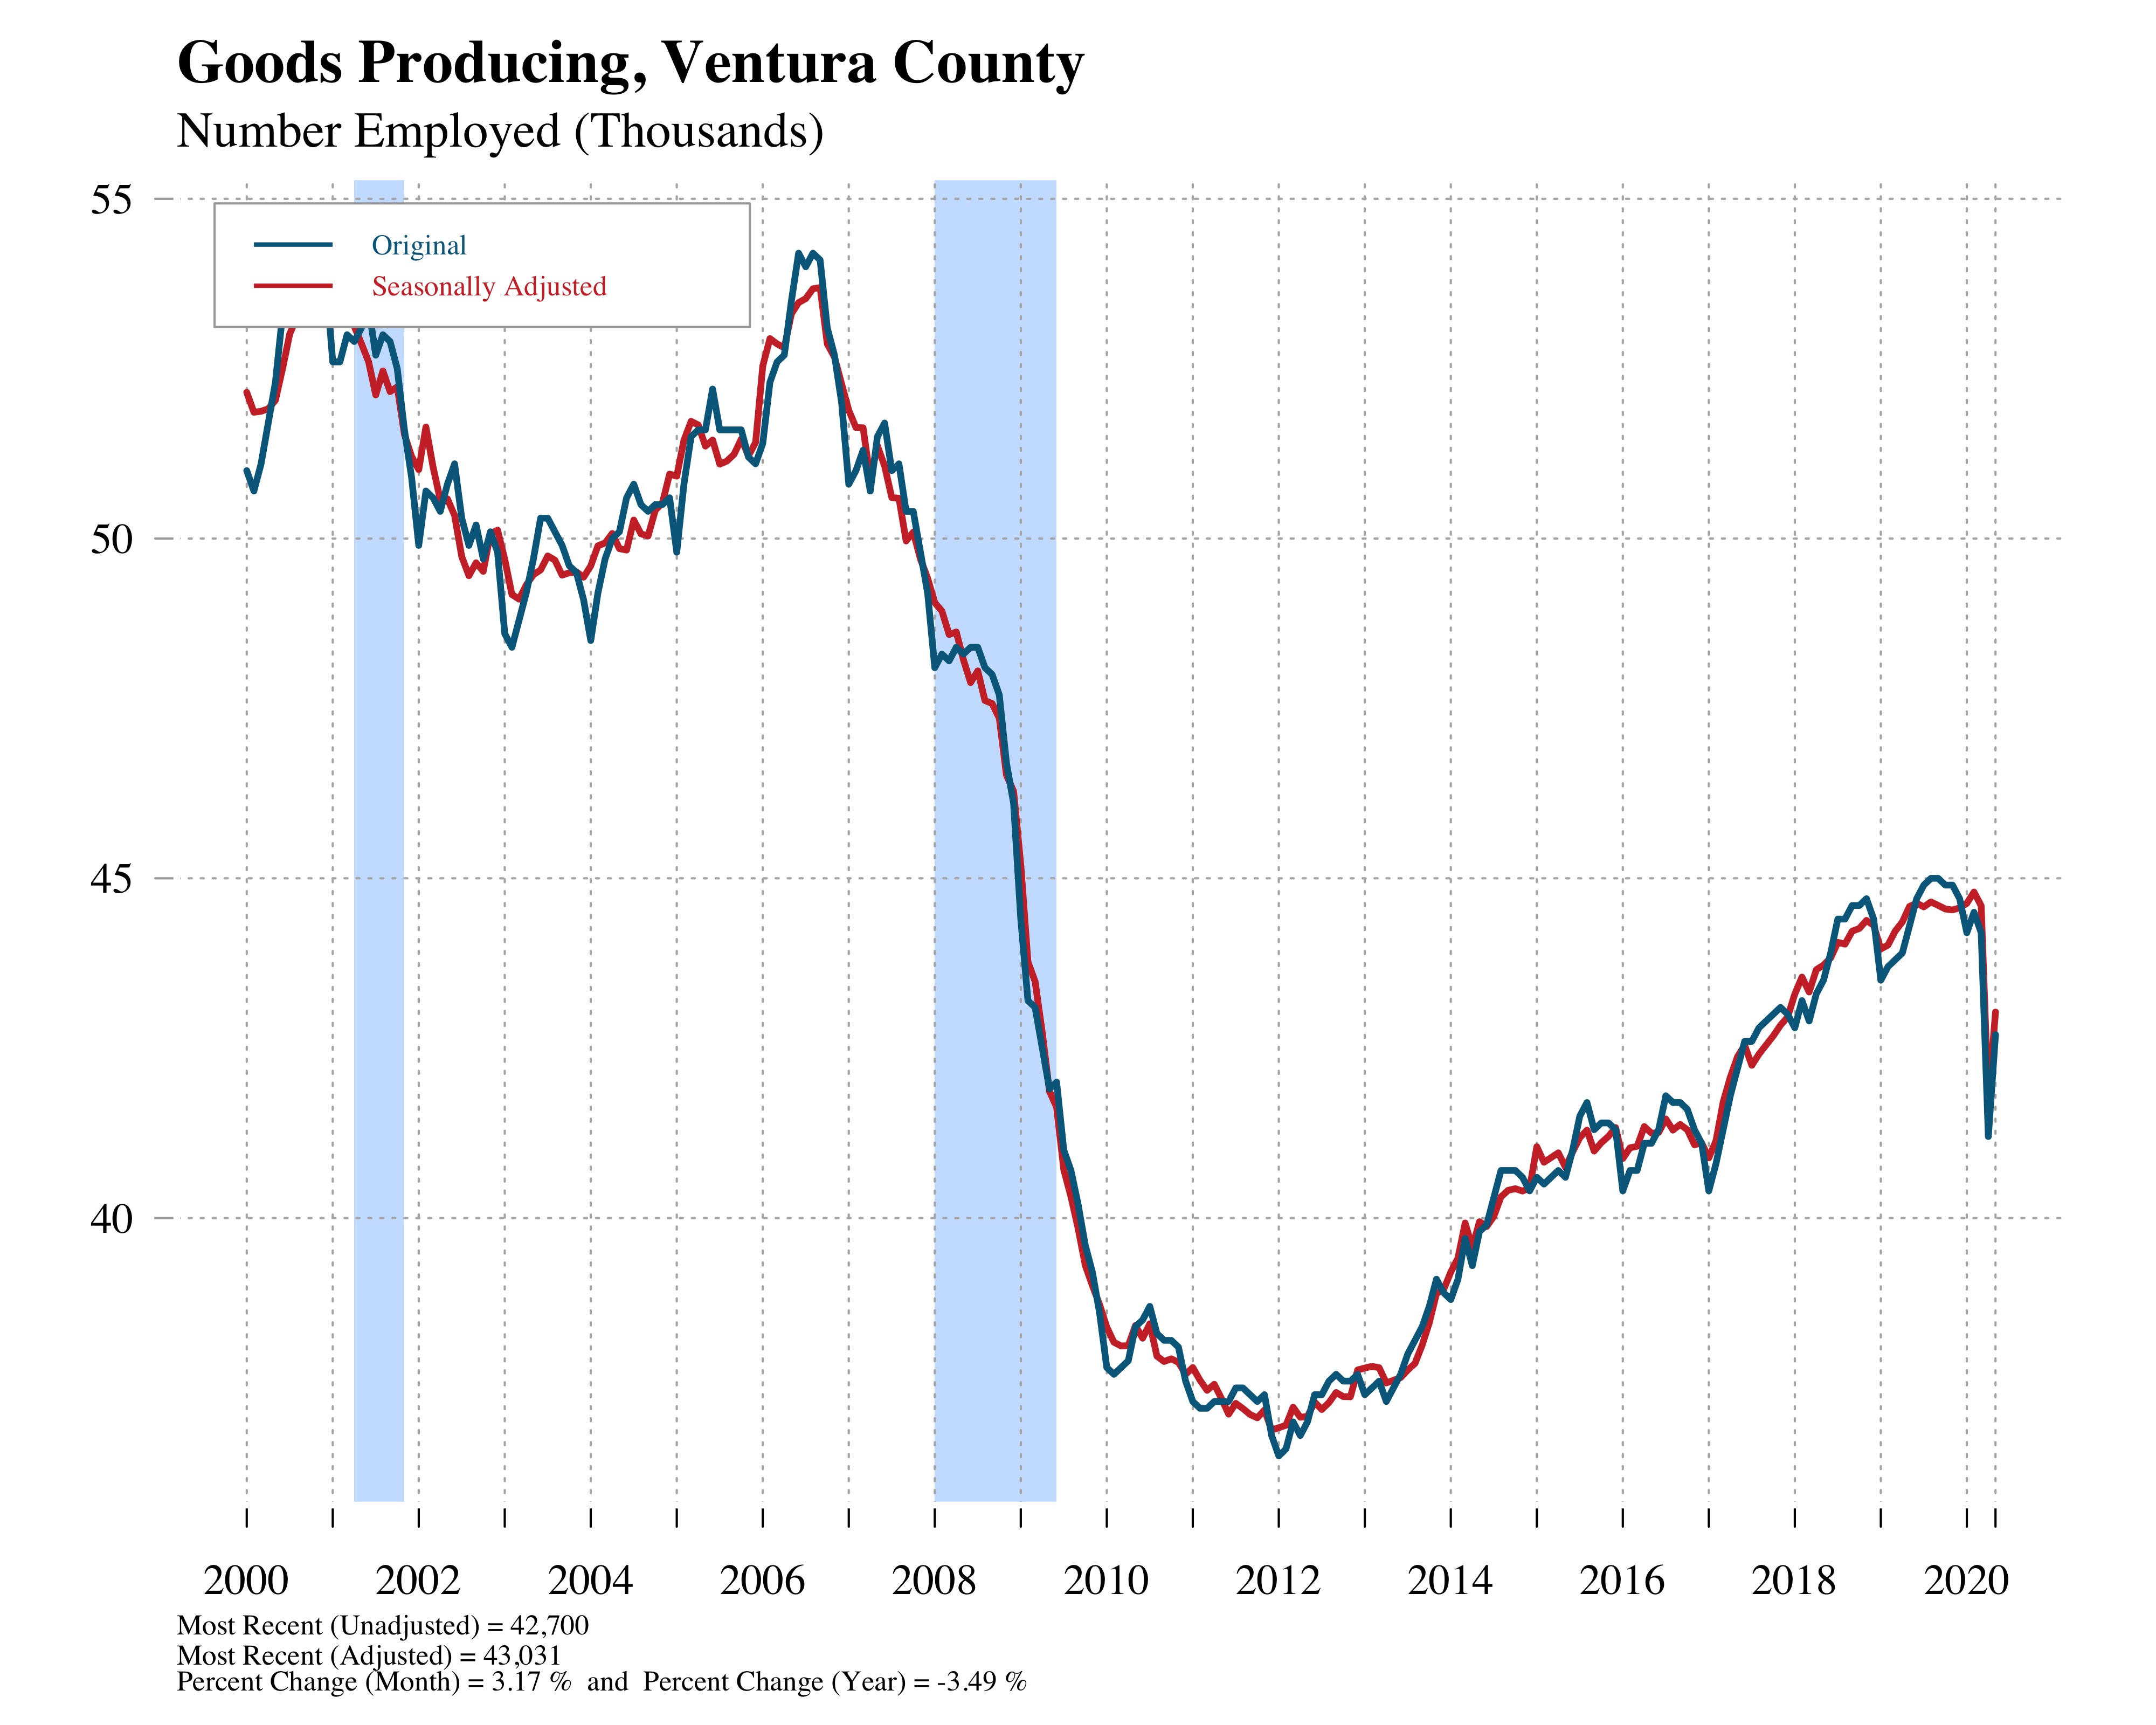 Goods Producing, Ventura County
Number Employed (Thousands)
55
Original
Seasonally Adjusted
50
45
40
2000 2002 2004 2006 2008 2010 2012 2014 2016 2018 2020
Most Recent (Unadjusted) = 42,700
Most Recent (Adjusted) = 43,031
Percent Change (Month) = 3.17 % and Percent Change (Year) = -3.49 %